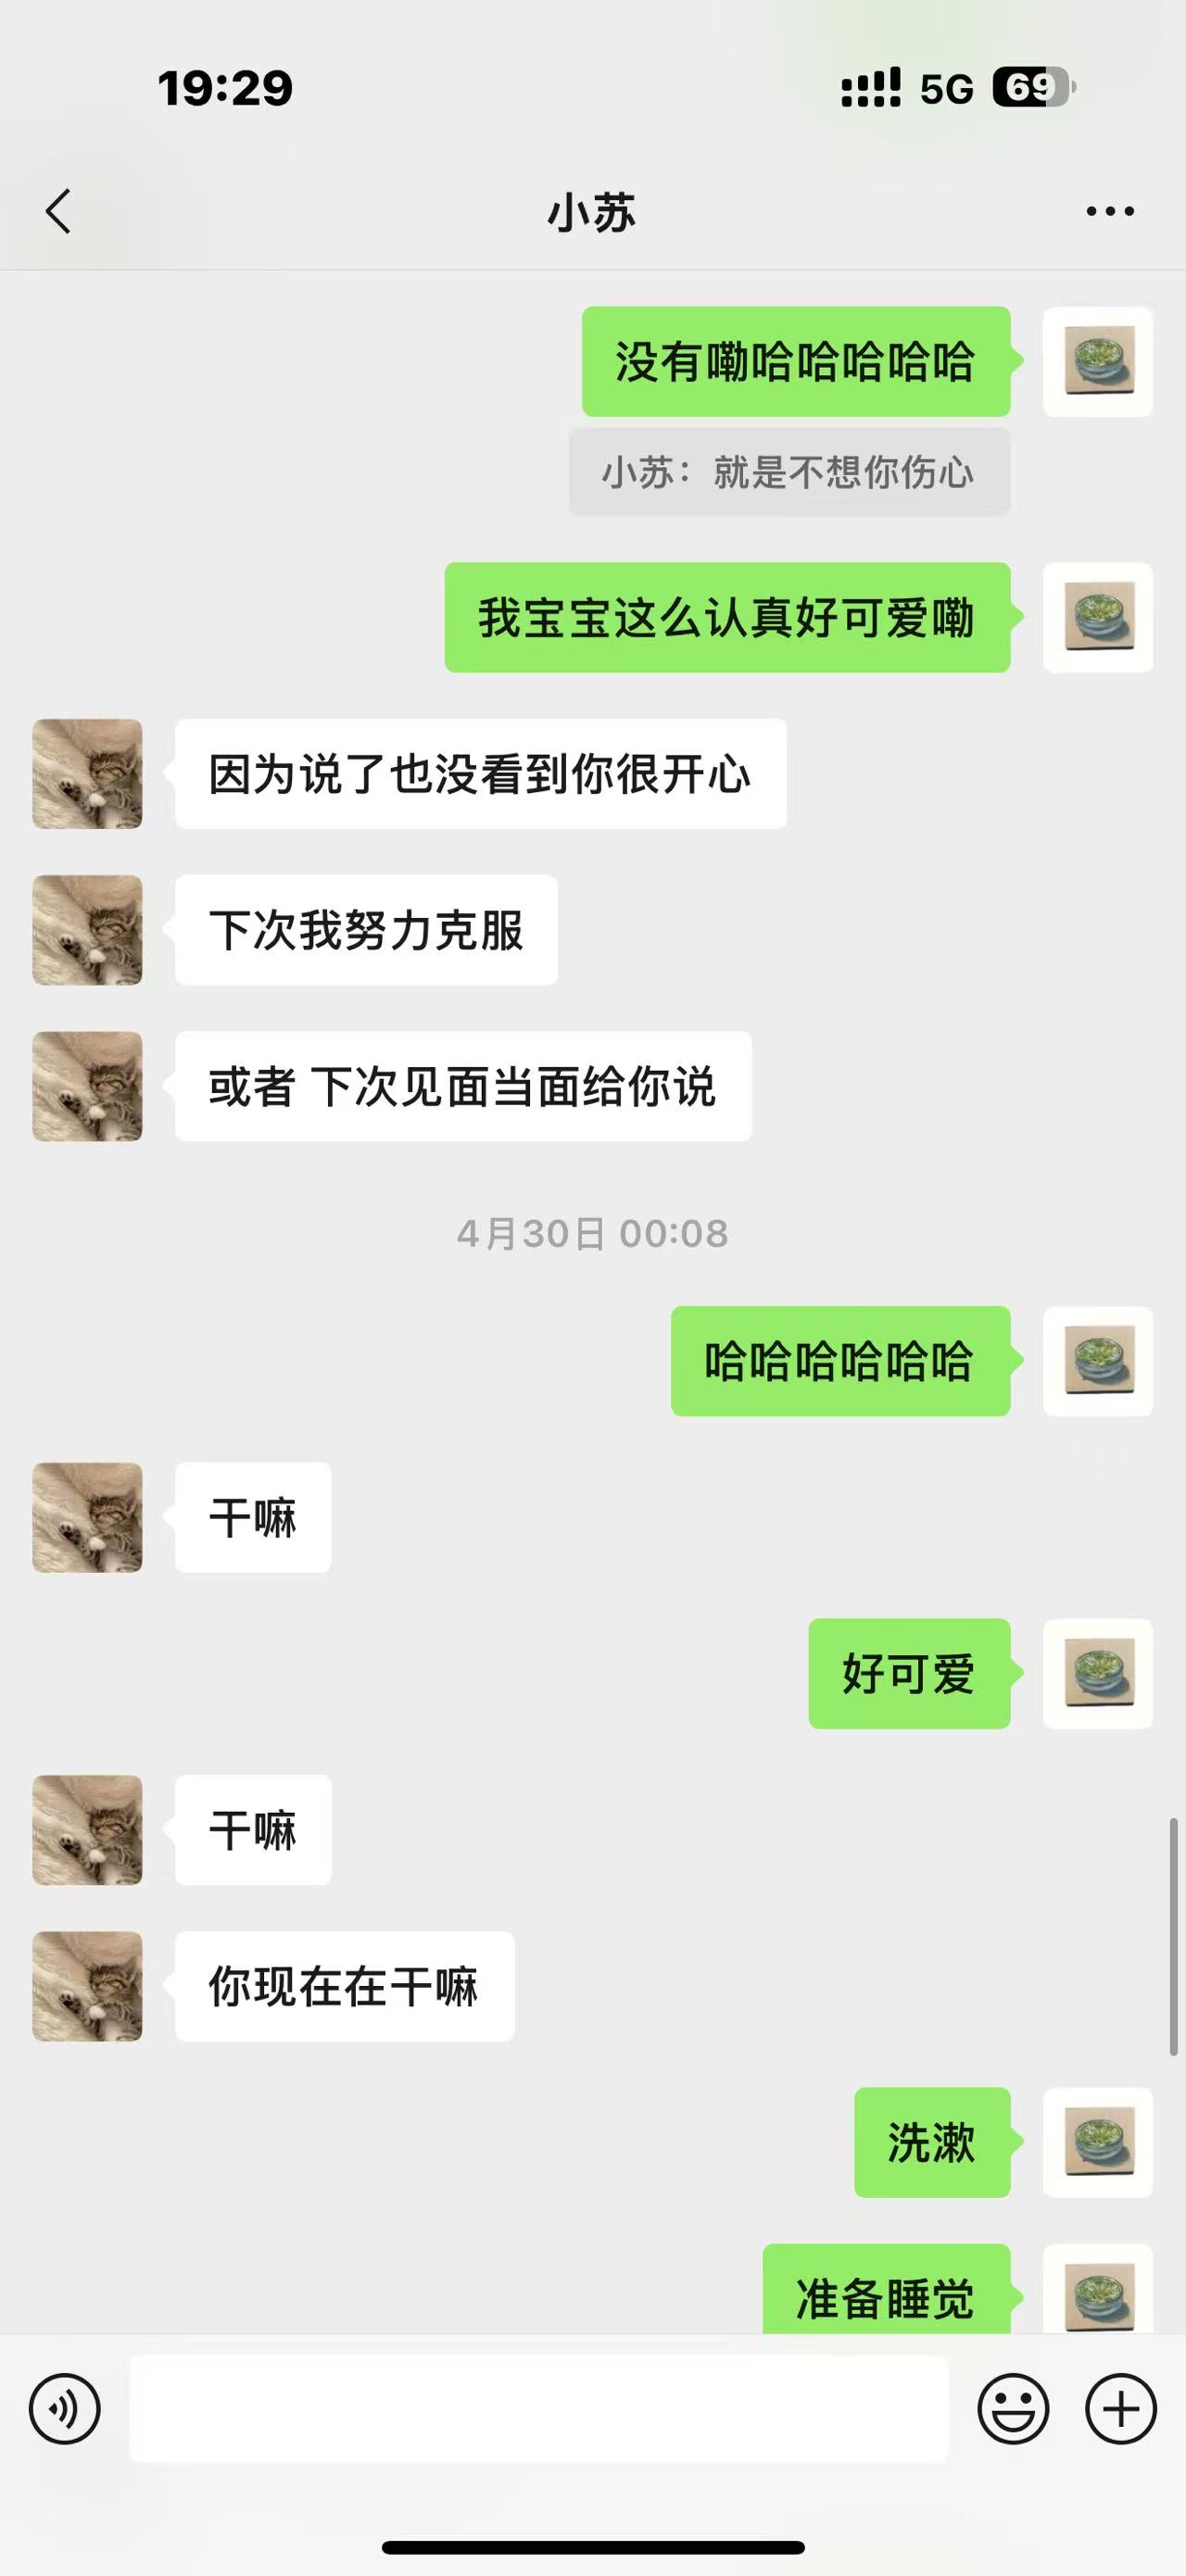 19:29
5G 69
小苏
没有嘞哈哈哈哈哈
小苏：就是不想你伤心
我宝宝这么认真好可爱嘞
因为说了也没看到你很开心
下次我努力克服
或者 下次见面当面给你说
4月30日 00:08
哈哈哈哈哈哈
干嘛
好可爱
干嘛
你现在在干嘛
洗漱
准备睡觉